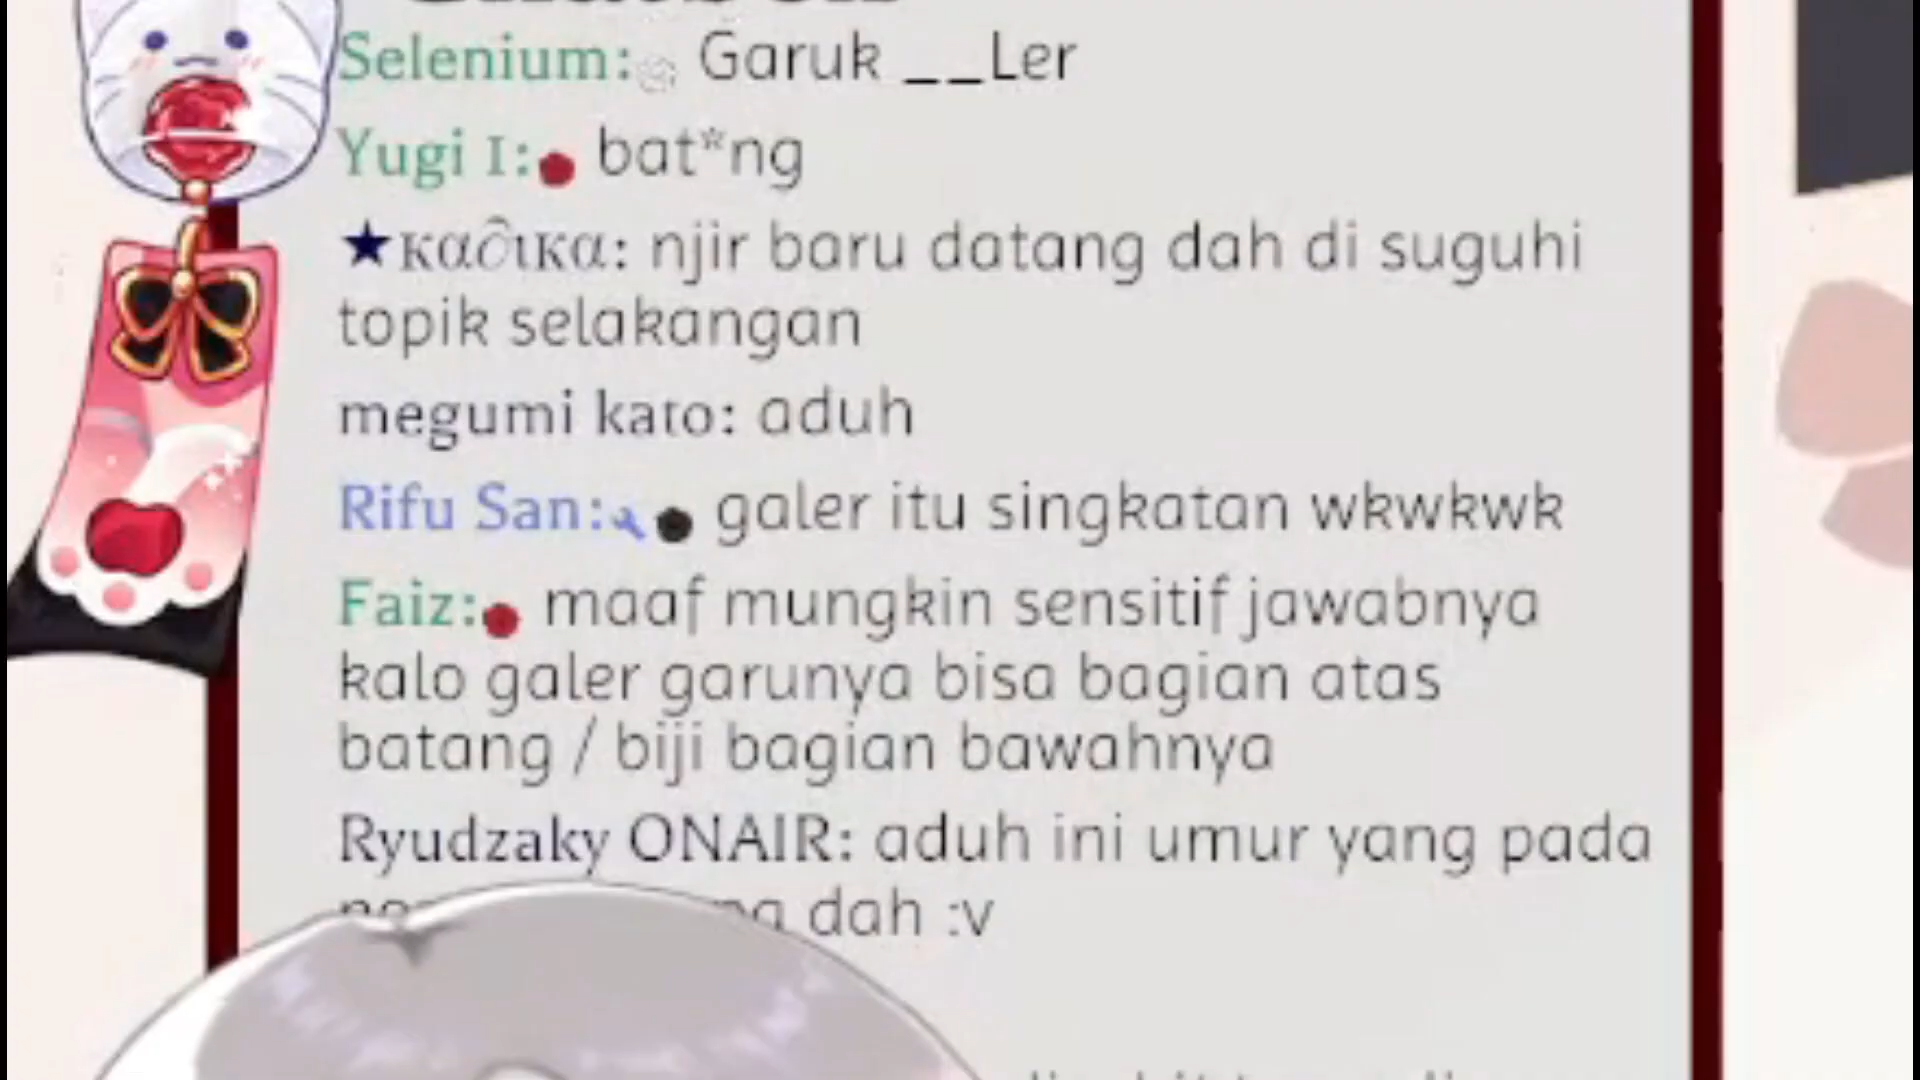 Selenium: Garuk __Ler
Yugi I: bat*ng
★κα∂ικα: njir baru datang dah di suguhi
topik selakangan
megumi kato: aduh
Rifu San: galer itu singkatan wkwkwk
Faiz: maaf mungkin sensitif jawabnya
kalo galer garunya bisa bagian atas
batang / biji bagian bawahnya
Ryudzaky ONAIR: aduh ini umur yang pada
dah :v